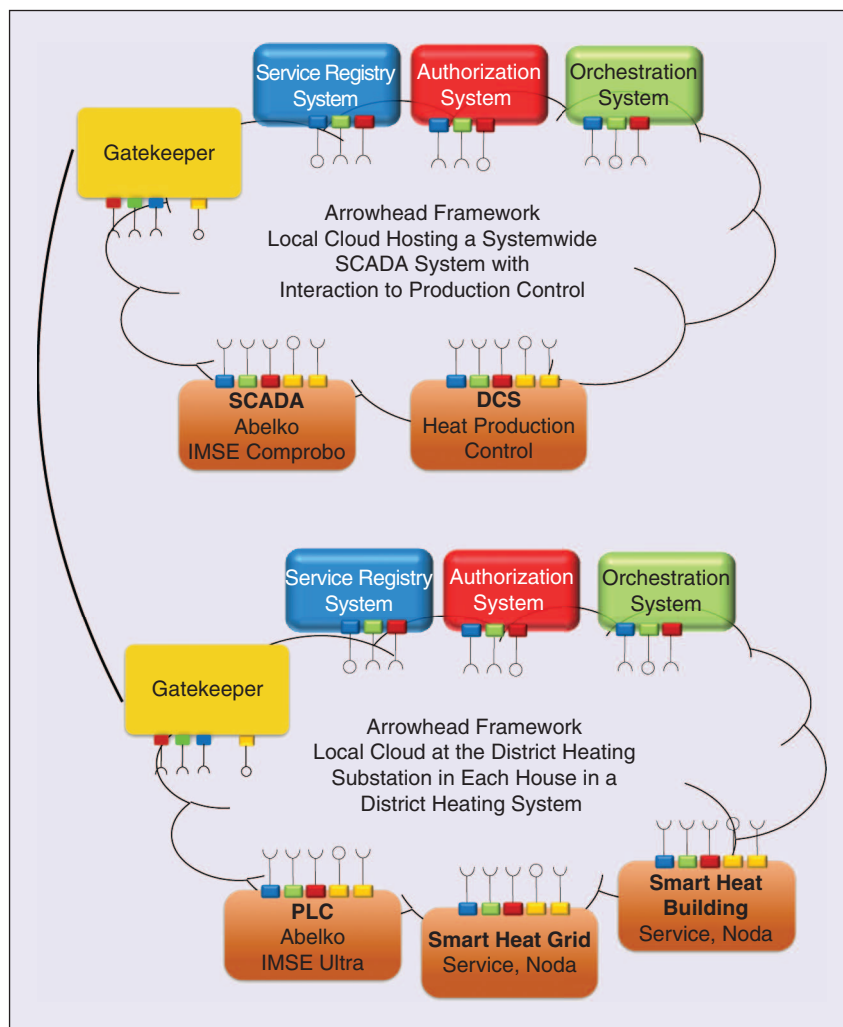 Service Registry
System
Authorization
System
Orchestration
System
Gatekeeper
Arrowhead Framework
Local Cloud Hosting a Systemwide
SCADA System with
Interaction to Production Control
SCADA
Abelko
IMSE Comprobo
DCS
Heat Production
Control
Service Registry
System
Authorization
System
Orchestration
System
Gatekeeper
Arrowhead Framework
Local Cloud at the District Heating
Substation in Each House in a
District Heating System
PLC
Abelko
IMSE Ultra
Smart Heat Grid
Service, Noda
Smart Heat
Building
Service, Noda